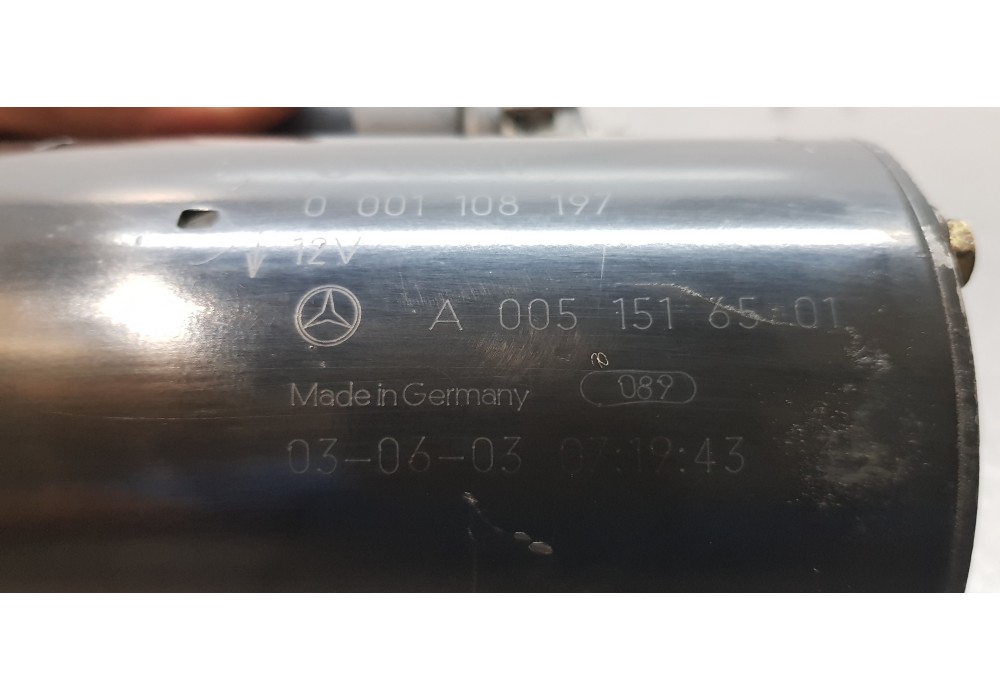 0 001 108 197
12V
A 005 151 65 01
Made in Germany
089
03-06-03 07:19:43